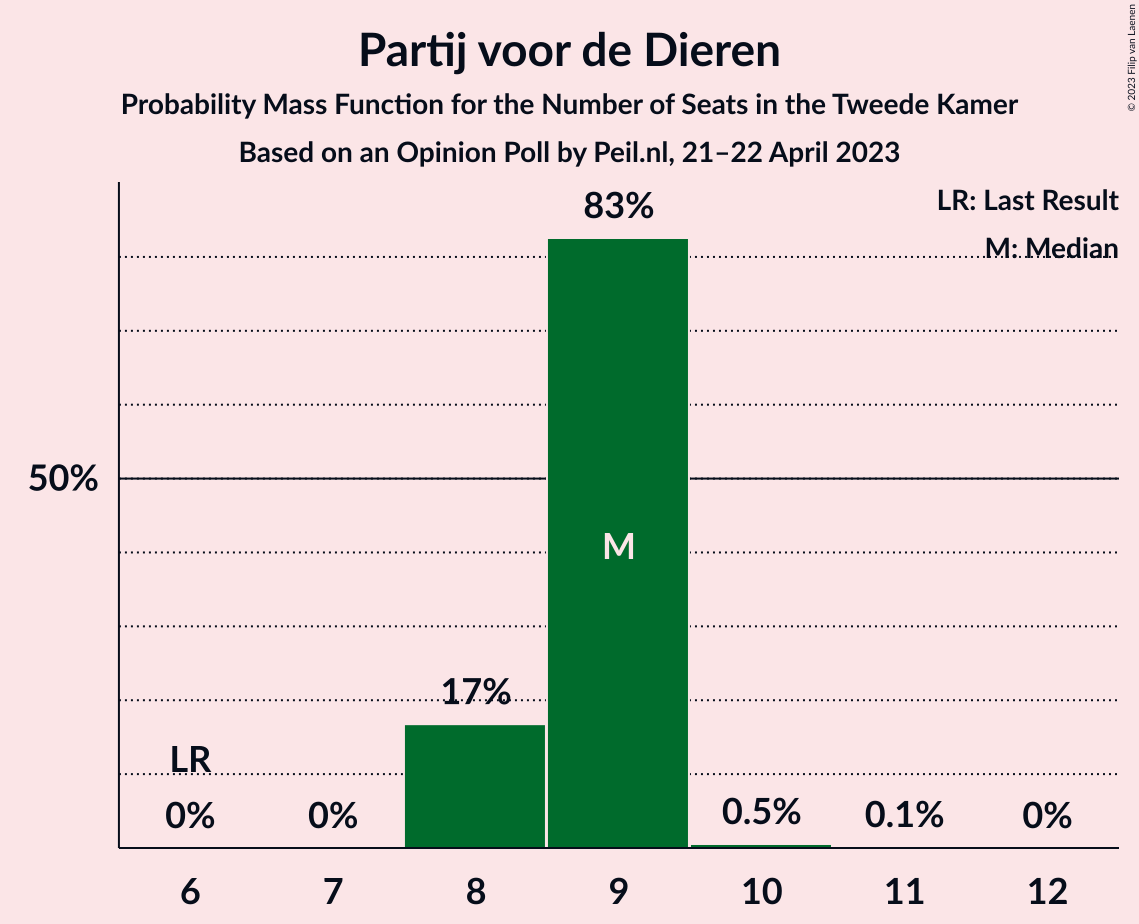 Partij voor de Dieren
Probability Mass Function for the Number of Seats in the Tweede Kamer
Based on an Opinion Poll by Peil.nl, 21–22 April 2023
© 2023 Filip van Laenen
LR: Last Result
M: Median
83%
50%
M
17%
LR
0%
0%
0.5%
0.1%
0%
6
7
8
9
10
11
12